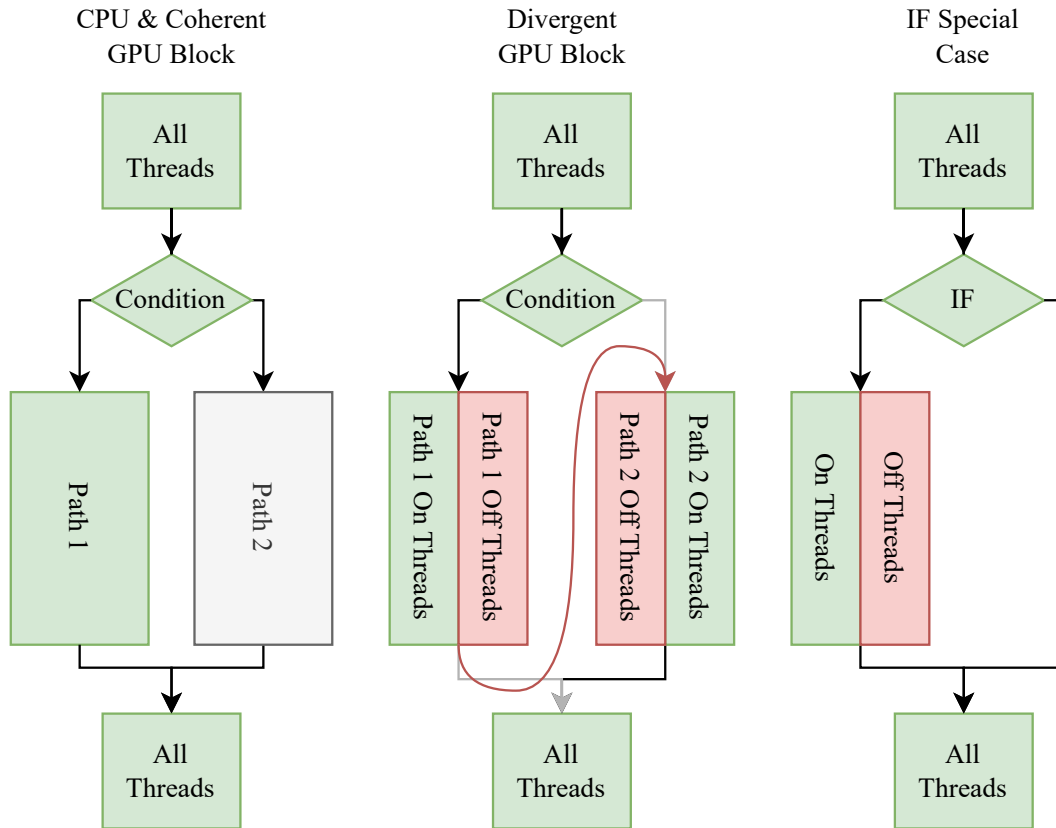 CPU & Coherent
GPU Block
All
Threads
Condition
Path 1
Path 2
All
Threads
Divergent
GPU Block
All
Threads
Condition
Path 1 On Threads
Path 1 Off Threads
Path 2 Off Threads
Path 2 On Threads
All
Threads
IF Special
Case
All
Threads
IF
On Threads
Off Threads
All
Threads